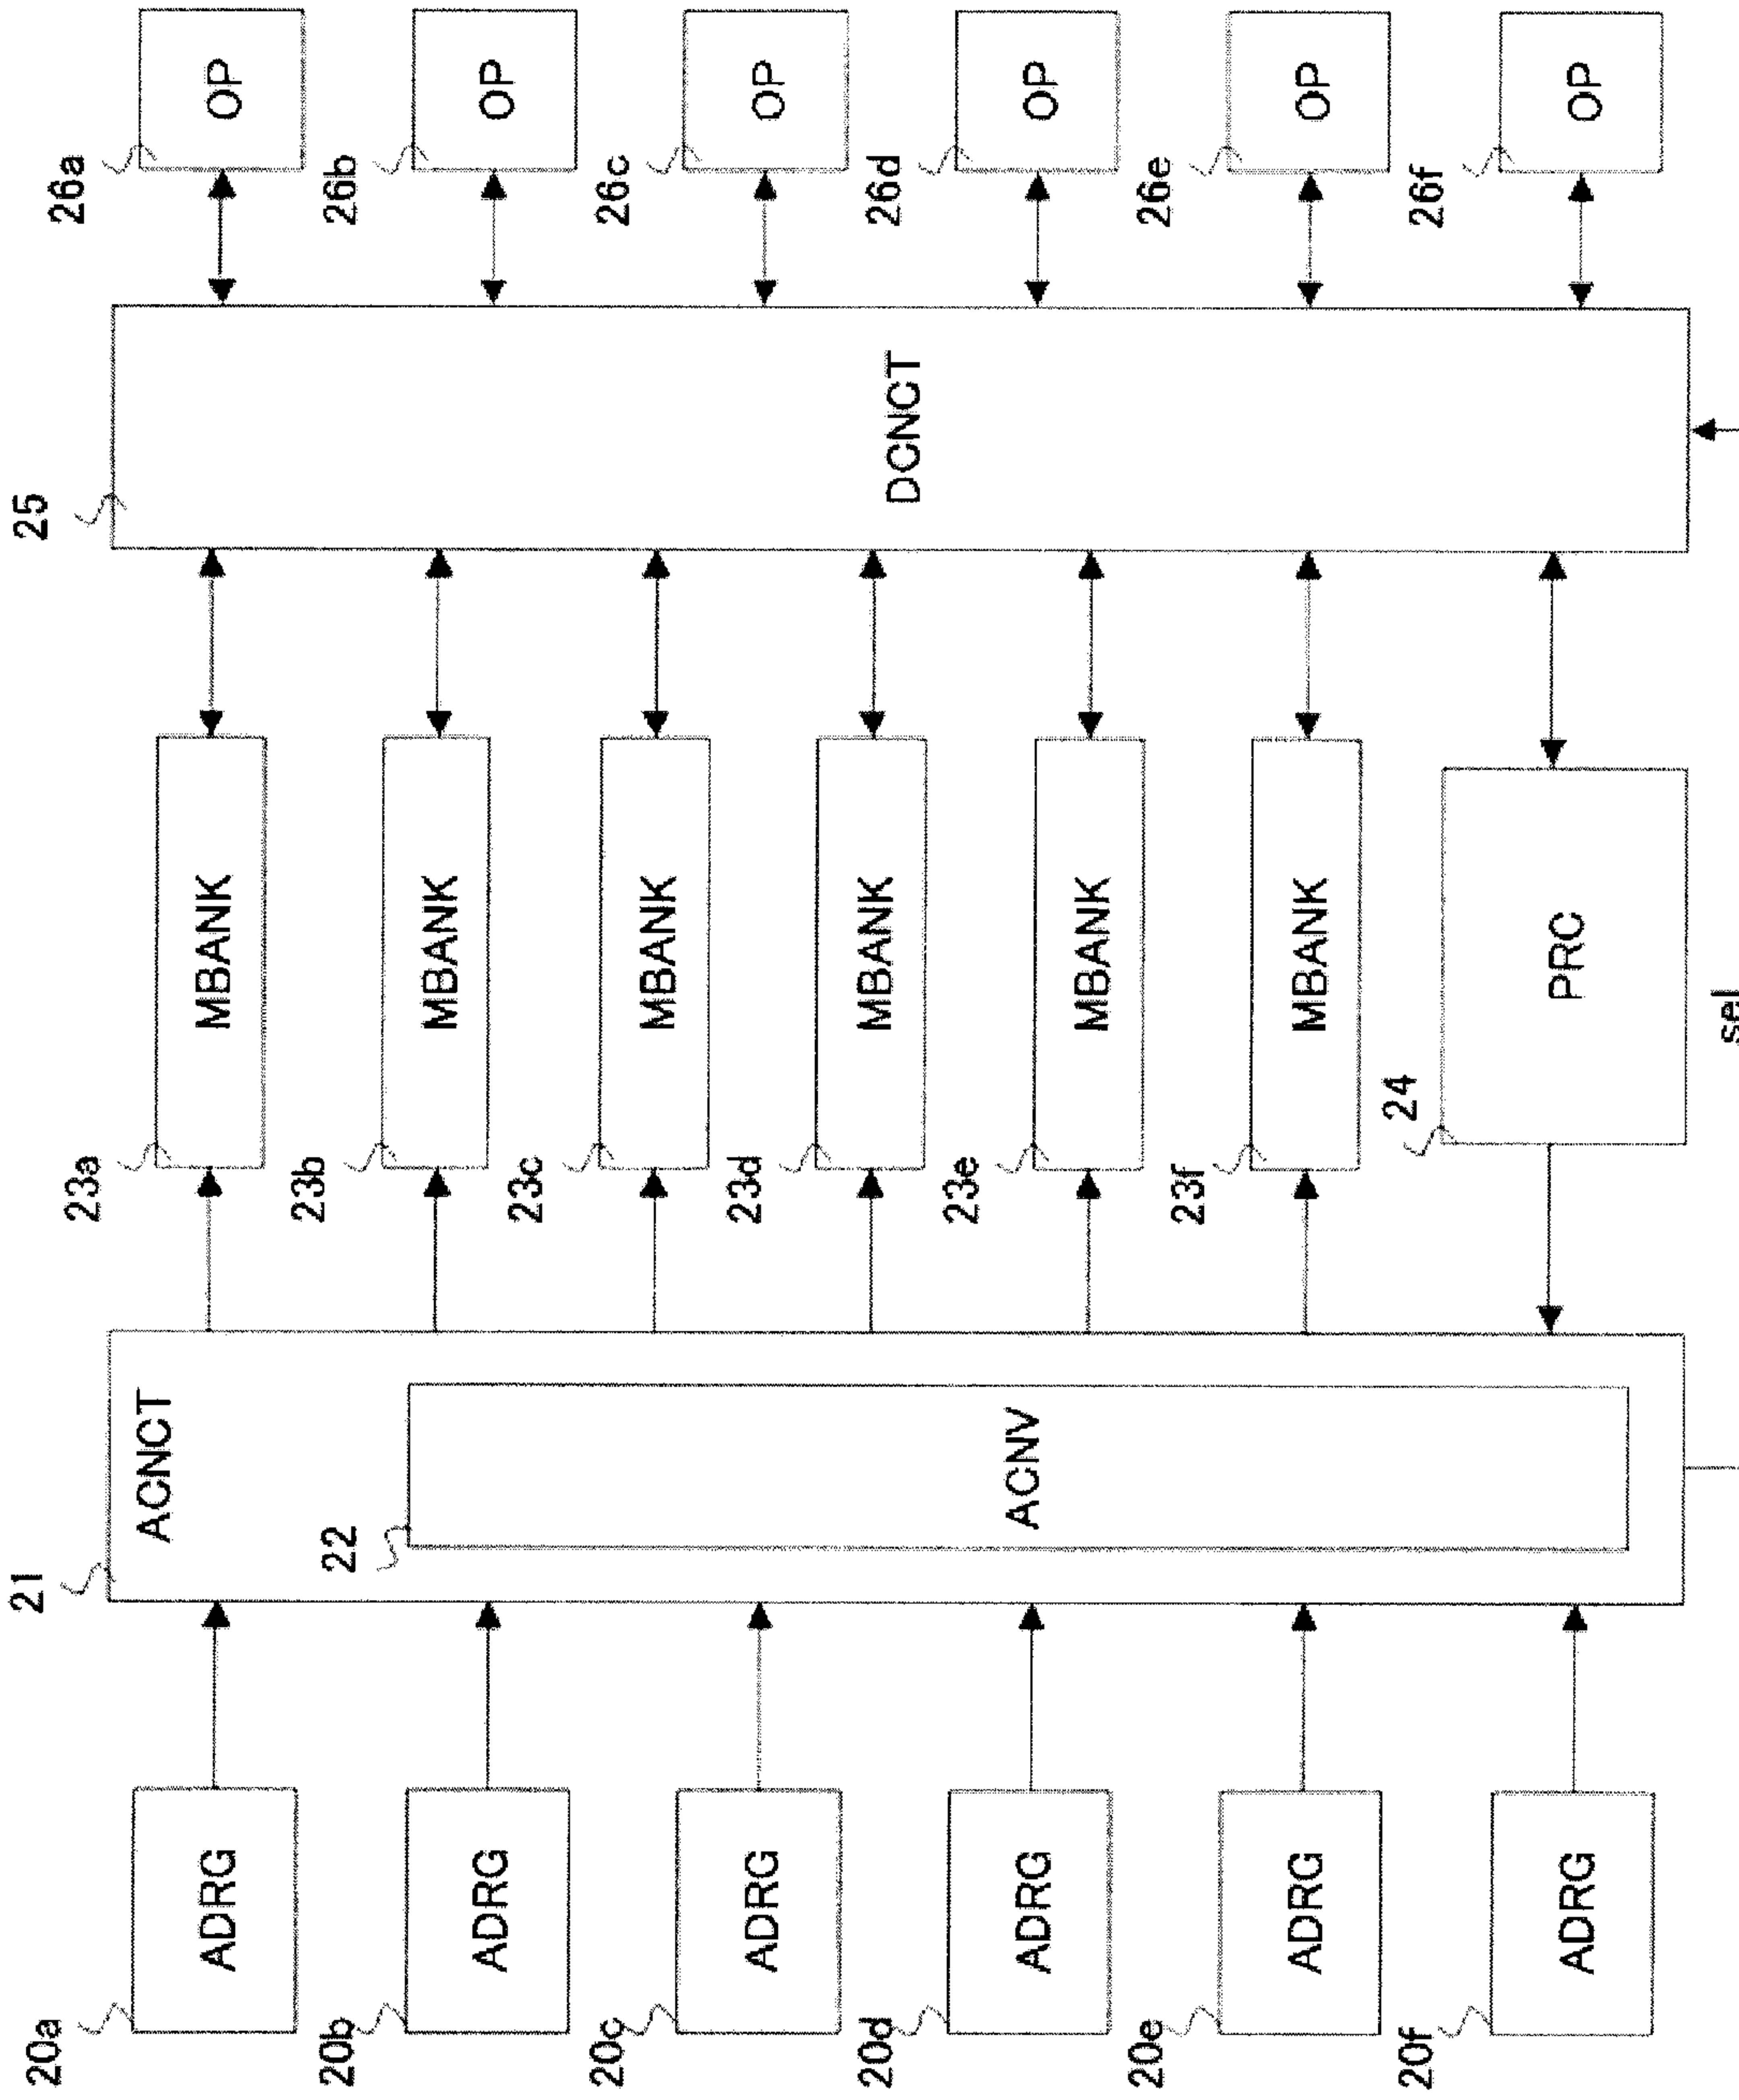 20a
ADRG
20b
ADRG
20c
ADRG
20d
ADRG
20e
ADRG
20f
ADRG
21
ACNCT
22
ACNV
23a
MBANK
23b
MBANK
23c
MBANK
23d
MBANK
23e
MBANK
23f
MBANK
24
PRC
sel
25
DCNCT
26a
OP
26b
OP
26c
OP
26d
OP
26e
OP
26f
OP